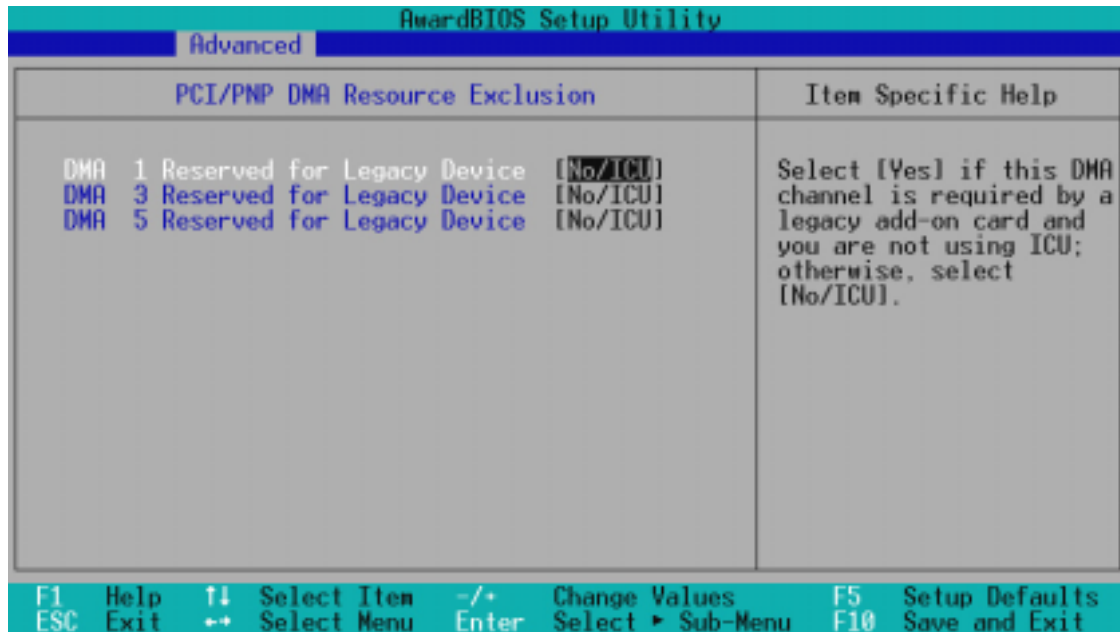 AwardBIOS Setup Utility
Advanced
PCI/PNP DMA Resource Exclusion
Item Specific Help
DMA 1 Reserved for Legacy Device [No/ICU]
DMA 3 Reserved for Legacy Device [No/ICU]
DMA 5 Reserved for Legacy Device [No/ICU]
Select [Yes] if this DMA
channel is required by a
legacy add-on card and
you are not using ICU;
otherwise, select
[No/ICU].
F1 Help ↑↓ Select Item -/+ Change Values F5 Setup Defaults
ESC Exit ←→ Select Menu Enter Select ► Sub-Menu F10 Save and Exit